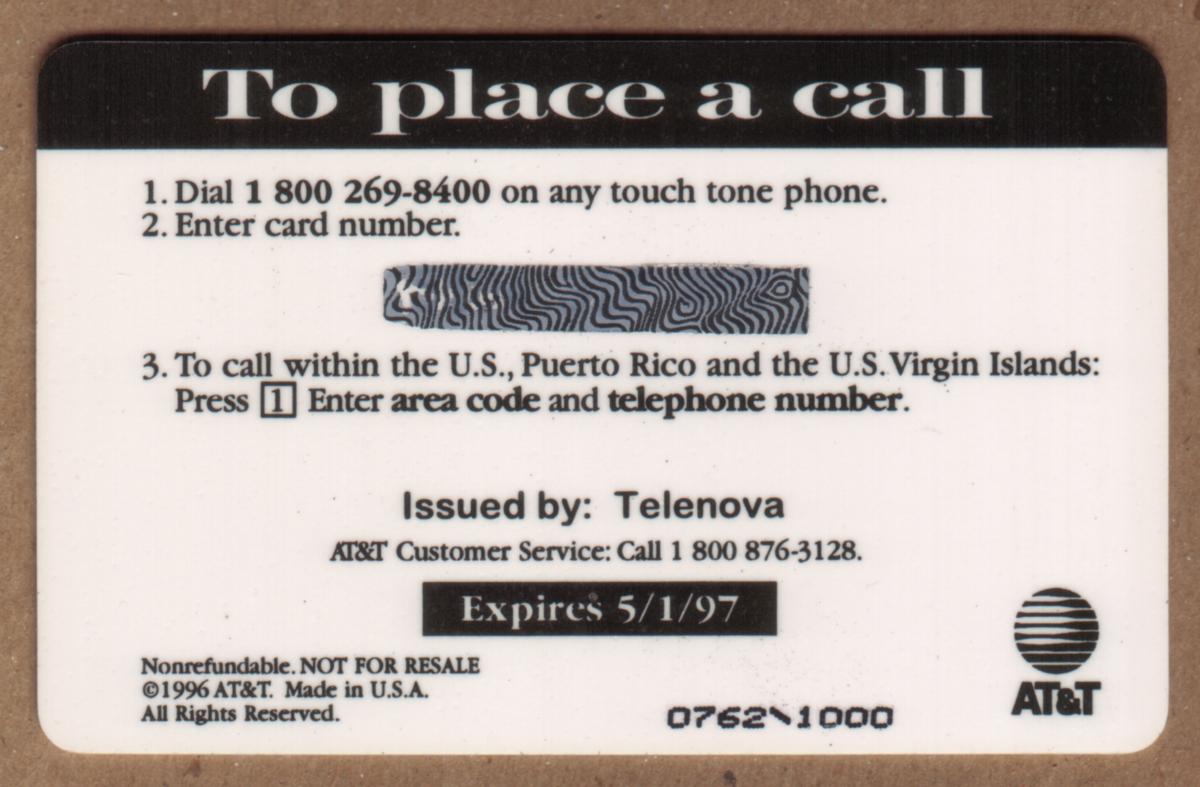 To place a call
1. Dial 1 800 269-8400 on any touch tone phone.
2. Enter card number.
3. To call within the U.S., Puerto Rico and the U.S. Virgin Islands:
Press 1 Enter area code and telephone number.
Issued by: Telenova
AT&T Customer Service: Call 1 800 876-3128.
Expires 5/1/97
Nonrefundable. NOT FOR RESALE
©1996 AT&T. Made in U.S.A.
All Rights Reserved.
0762\1000
AT&T